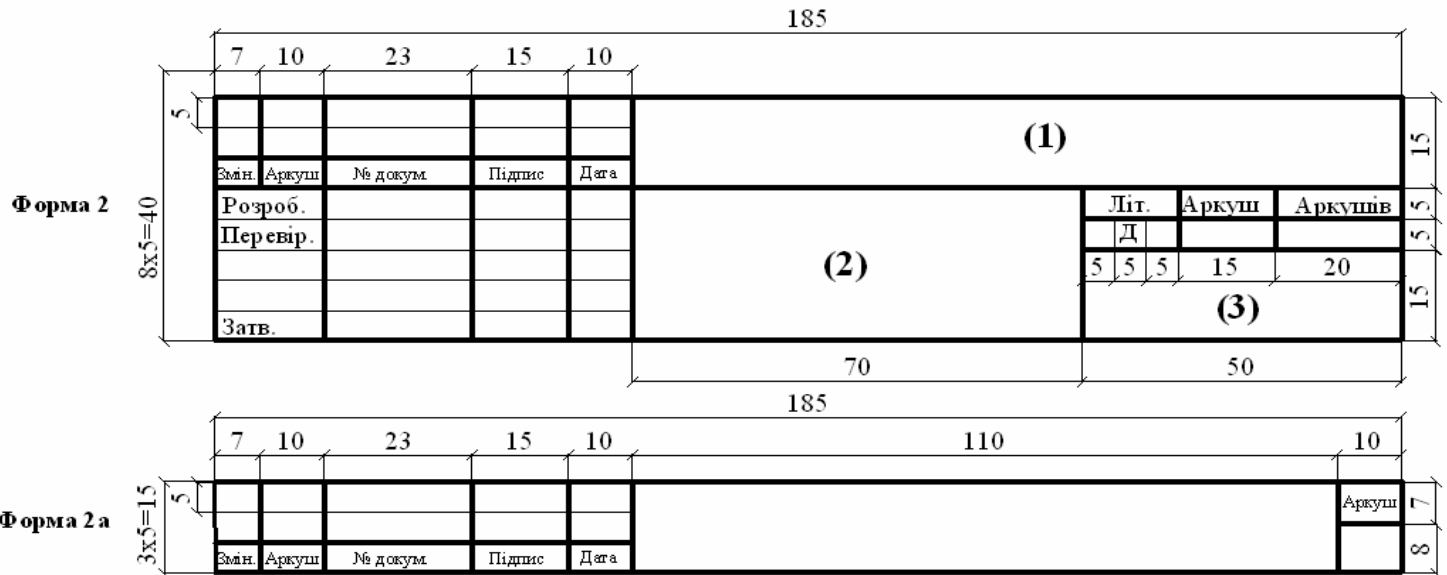 185
7 10 23 15 10
5
(1)
15
Змін. Аркуш № докум. Підпис Дата
Форма 2
8х5=40
Розроб.
Літ. Аркуш Аркушів
5
Перевір.
Д
5
(2)
5 5 5 15 20
(3)
15
Затв.
70 50
185
7 10 23 15 10 110 10
3х5=15
5
Аркуш
7
Форма 2а
Змін. Аркуш № докум. Підпис Дата
8